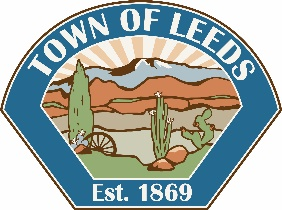 TOWN OF LEEDS
Est. 1869